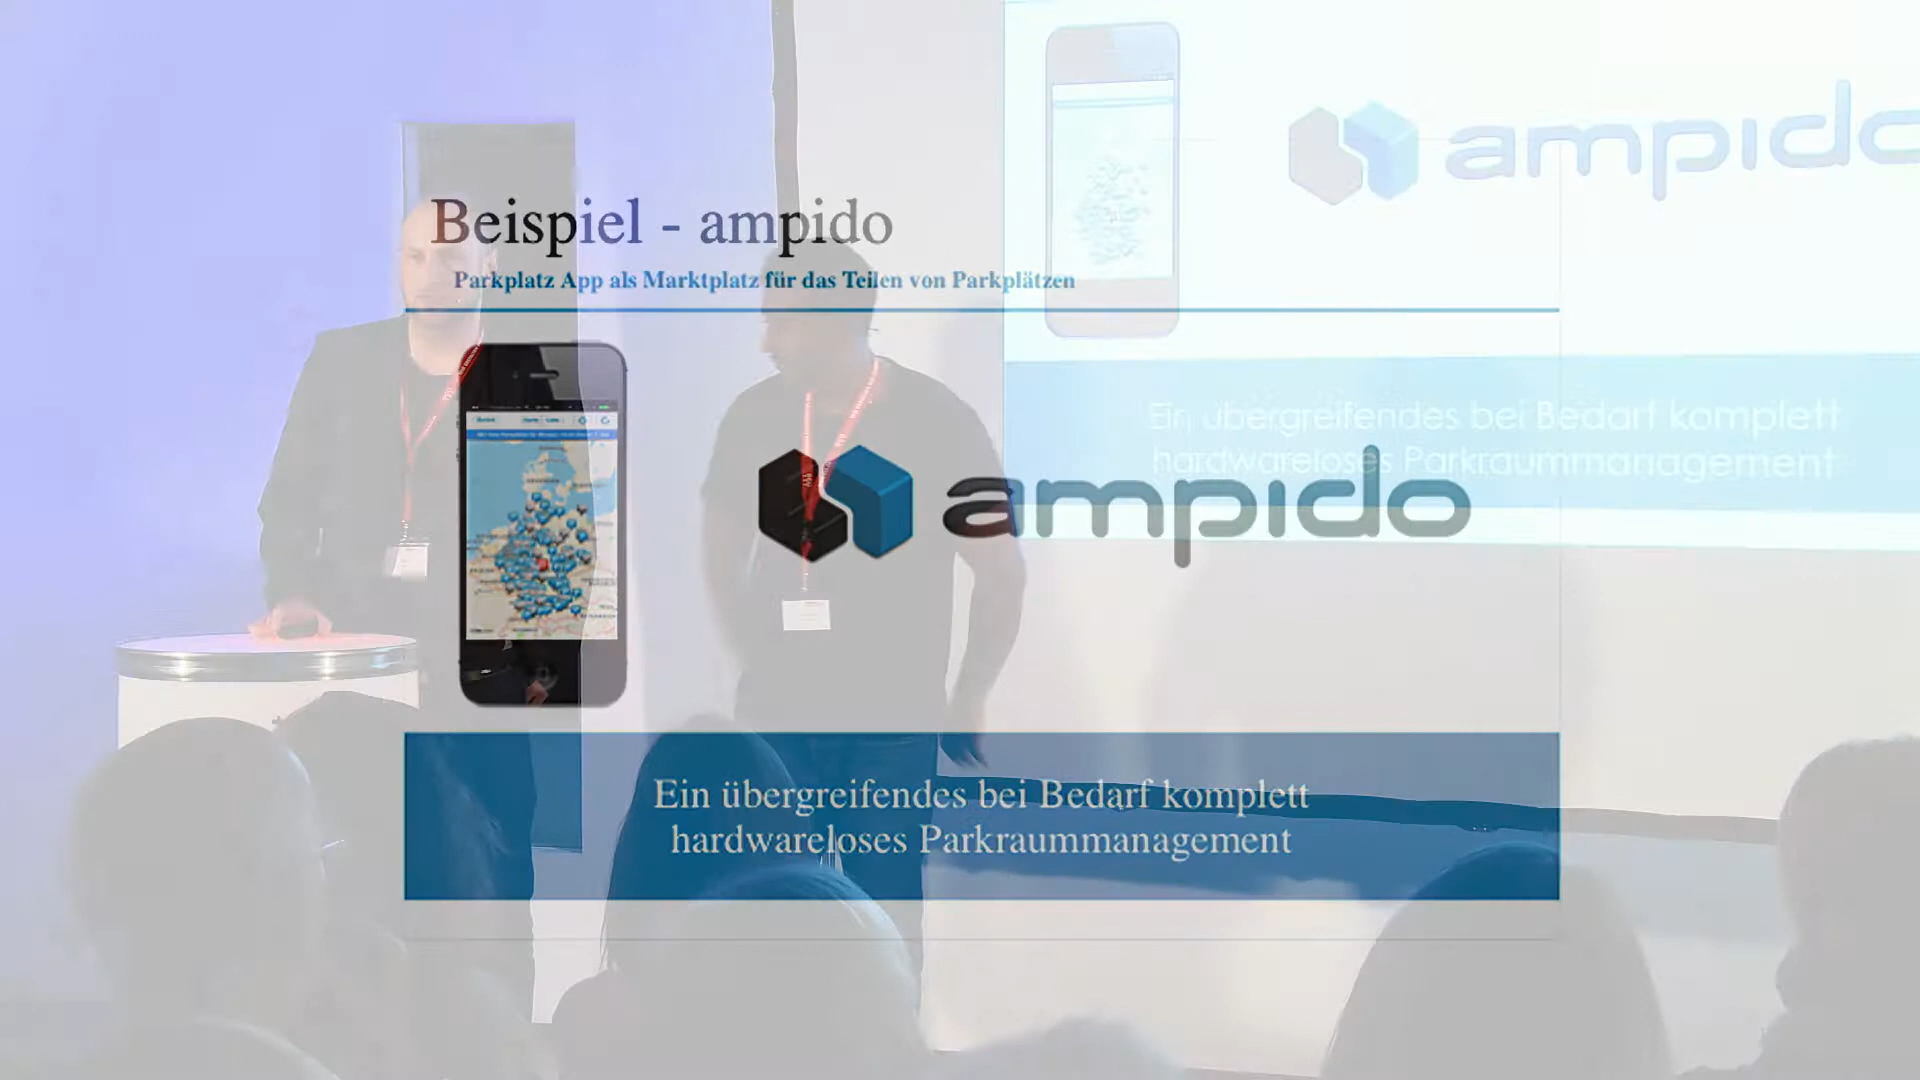 Beispiel - ampido
Parkplatz App als Marktplatz für das Teilen von Parkplätzen
ampido
Ein übergreifendes bei Bedarf komplett
hardwareloses Parkraummanagement
ampido
Ein übergreifendes bei Bedarf komplett
hardwareloses Parkraummanagement